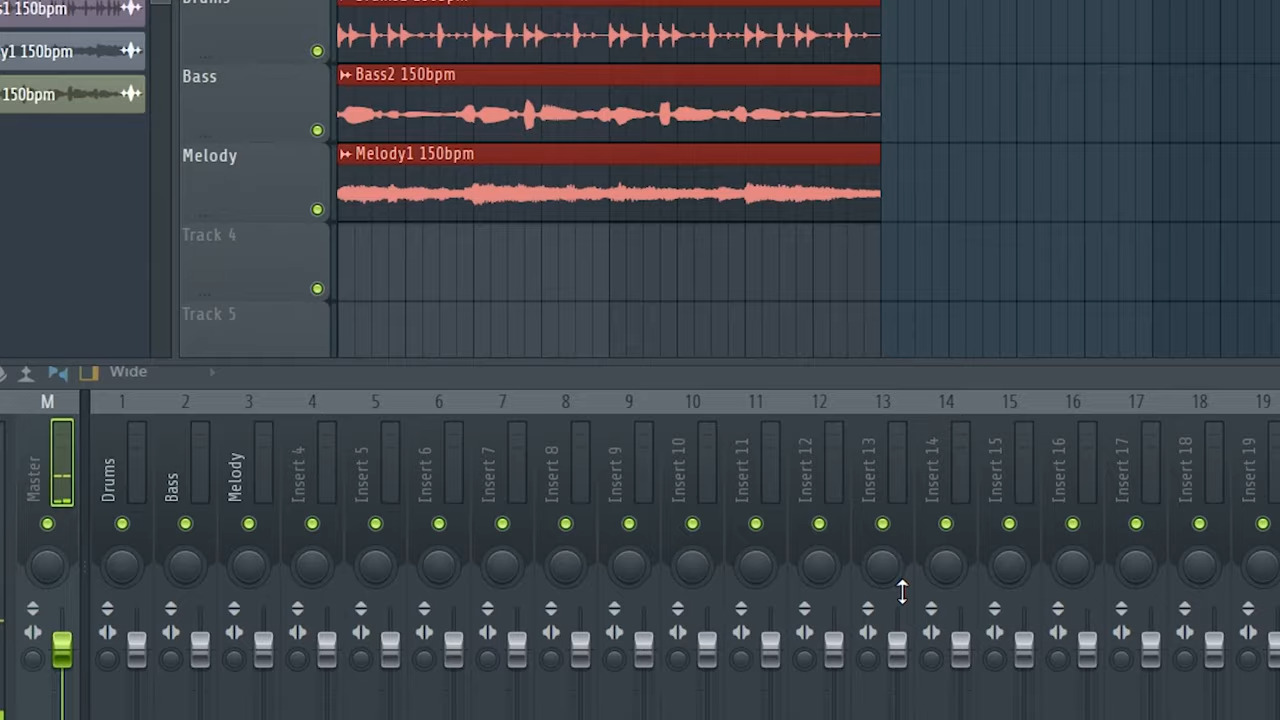 s1 150bpm
y1 150bpm
150bpm
Drums
150bpm
Bass
Bass2 150bpm
Melody
Melody1 150bpm
Track 4
Track 5
Wide
M 1 2 3 4 5 6 7 8 9 10 11 12 13 14 15 16 17 18 19
Master Drums Bass Melody Insert 4 Insert 5 Insert 6 Insert 7 Insert 8 Insert 9 Insert 10 Insert 11 Insert 12 Insert 13 Insert 14 Insert 15 Insert 16 Insert 17 Insert 18 Insert 19